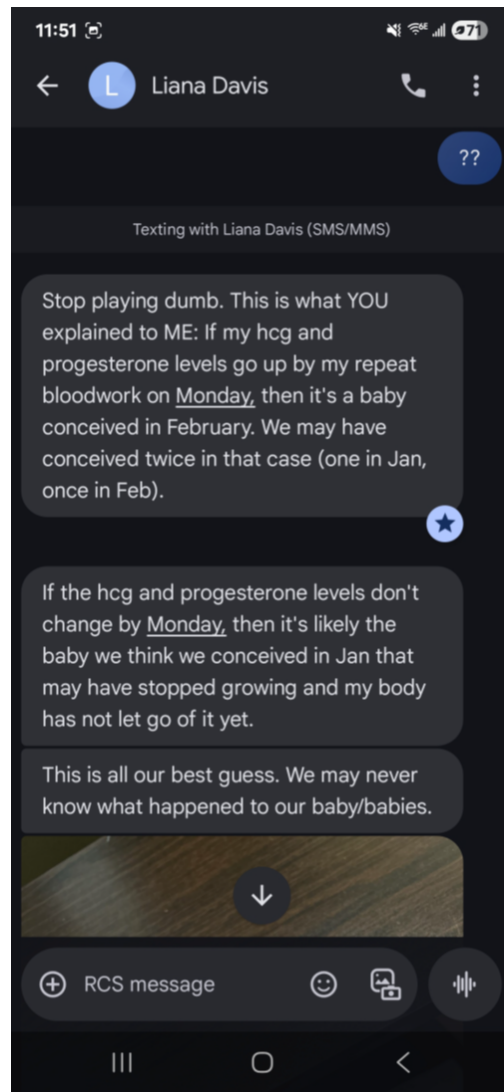 11:51
71
L Liana Davis
??
Texting with Liana Davis (SMS/MMS)
Stop playing dumb. This is what YOU
explained to ME: If my hcg and
progesterone levels go up by my repeat
bloodwork on Monday, then it's a baby
conceived in February. We may have
conceived twice in that case (one in Jan,
once in Feb).
If the hcg and progesterone levels don't
change by Monday, then it's likely the
baby we think we conceived in Jan that
may have stopped growing and my body
has not let go of it yet.
This is all our best guess. We may never
know what happened to our baby/babies.
RCS message